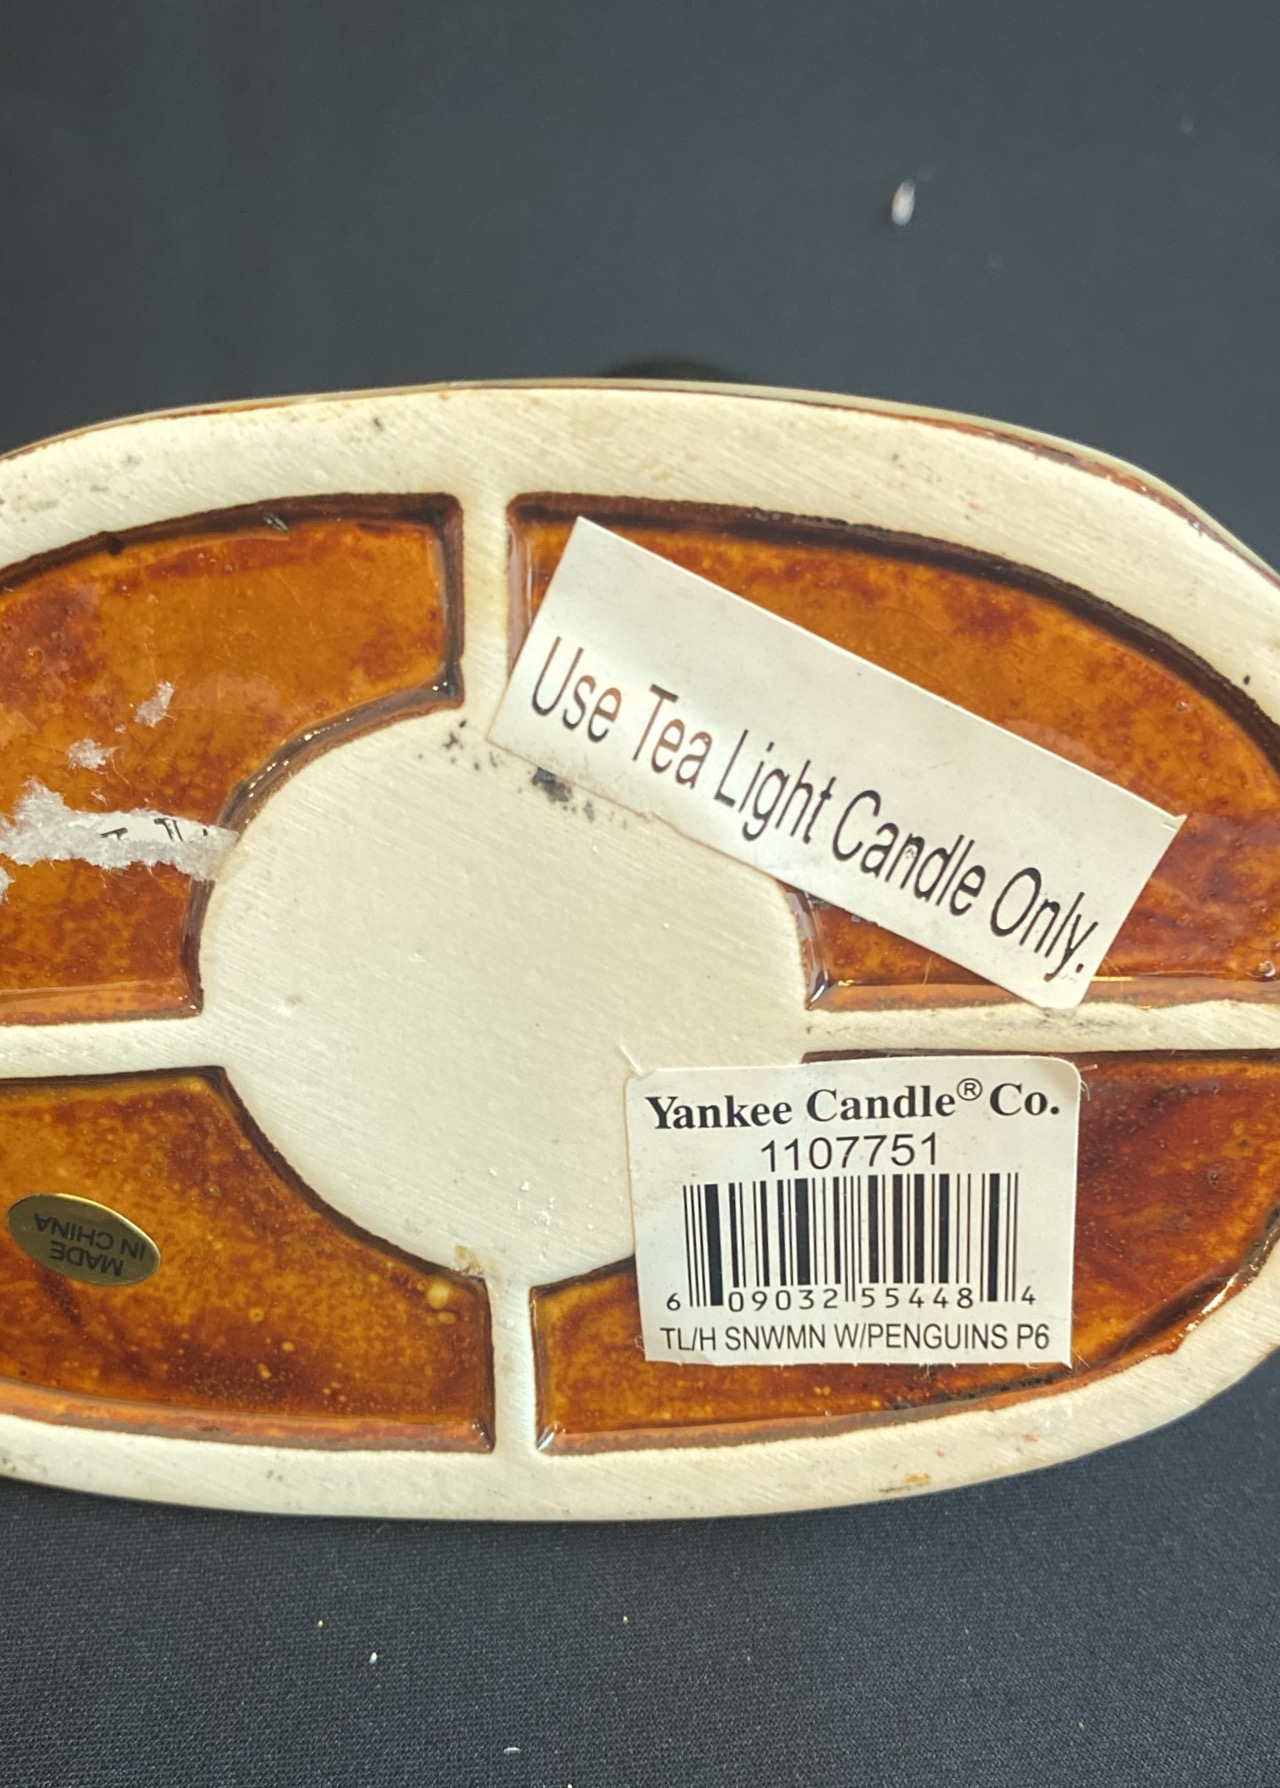 Use Tea Light Candle Only.
Yankee Candle® Co.
1107751
6 09032 55448 4
TL/H SNWMN W/PENGUINS P6
MADE
IN CHINA